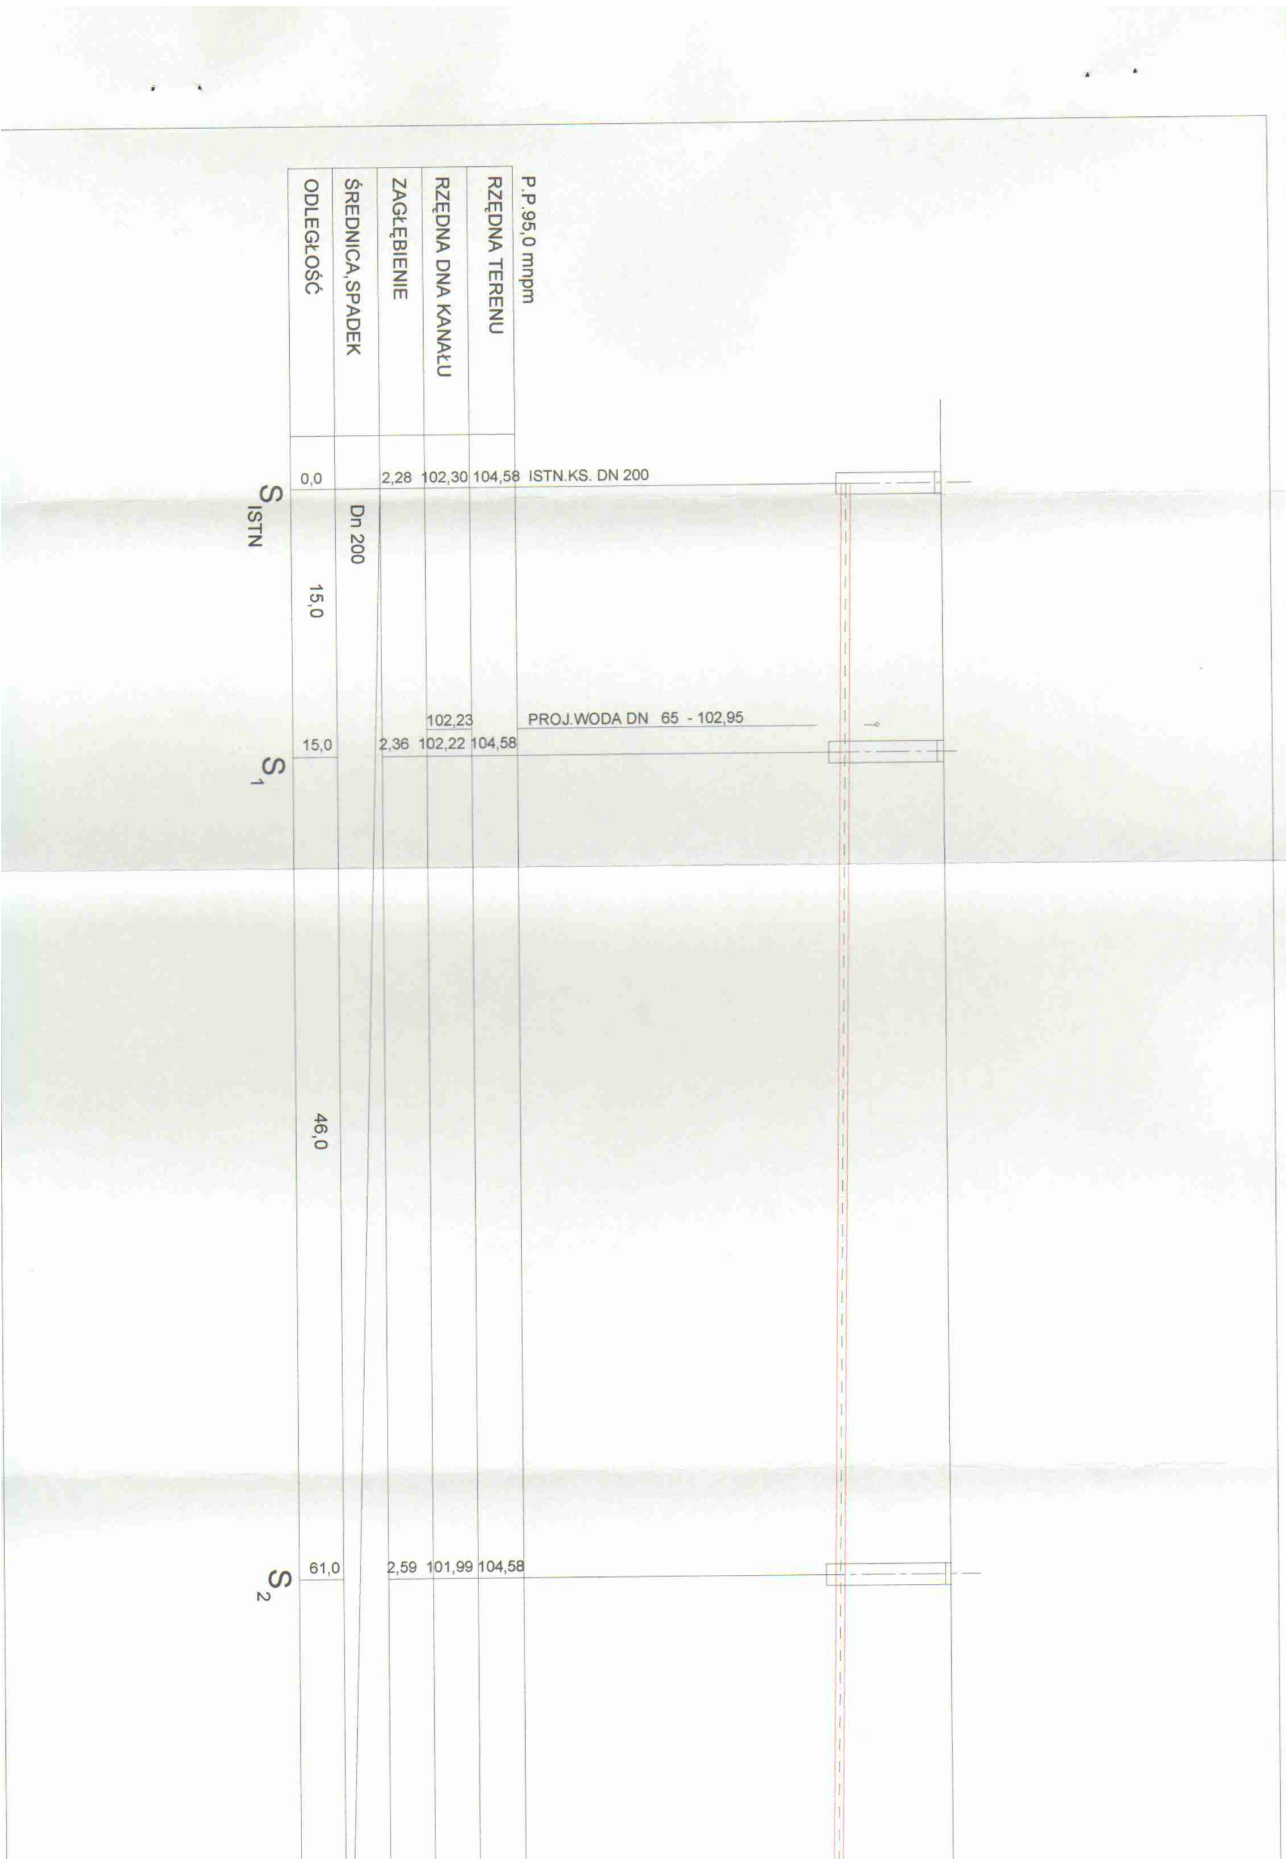 P.P.95,0 mnpm
RZĘDNA TERENU
RZĘDNA DNA KANAŁU
ZAGŁĘBIENIE
ŚREDNICA,SPADEK
ODLEGŁOŚĆ
ISTN.KS. DN 200
104,58
102,30
2,28
0,0
S ISTN
Dn 200
15,0
PROJ.WODA DN 65 - 102,95
102,23
104,58
102,22
2,36
15,0
S 1
46,0
104,58
101,99
2,59
61,0
S 2